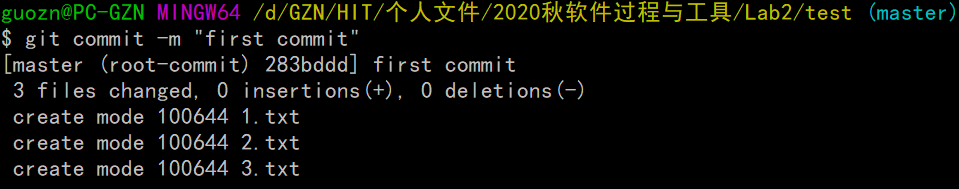 guozn@PC-GZN MINGW64 /d/GZN/HIT/个人文件/2020秋软件过程与工具/Lab2/test (master)
$ git commit -m "first commit"
[master (root-commit) 283bddd] first commit
 3 files changed, 0 insertions(+), 0 deletions(-)
 create mode 100644 1.txt
 create mode 100644 2.txt
 create mode 100644 3.txt